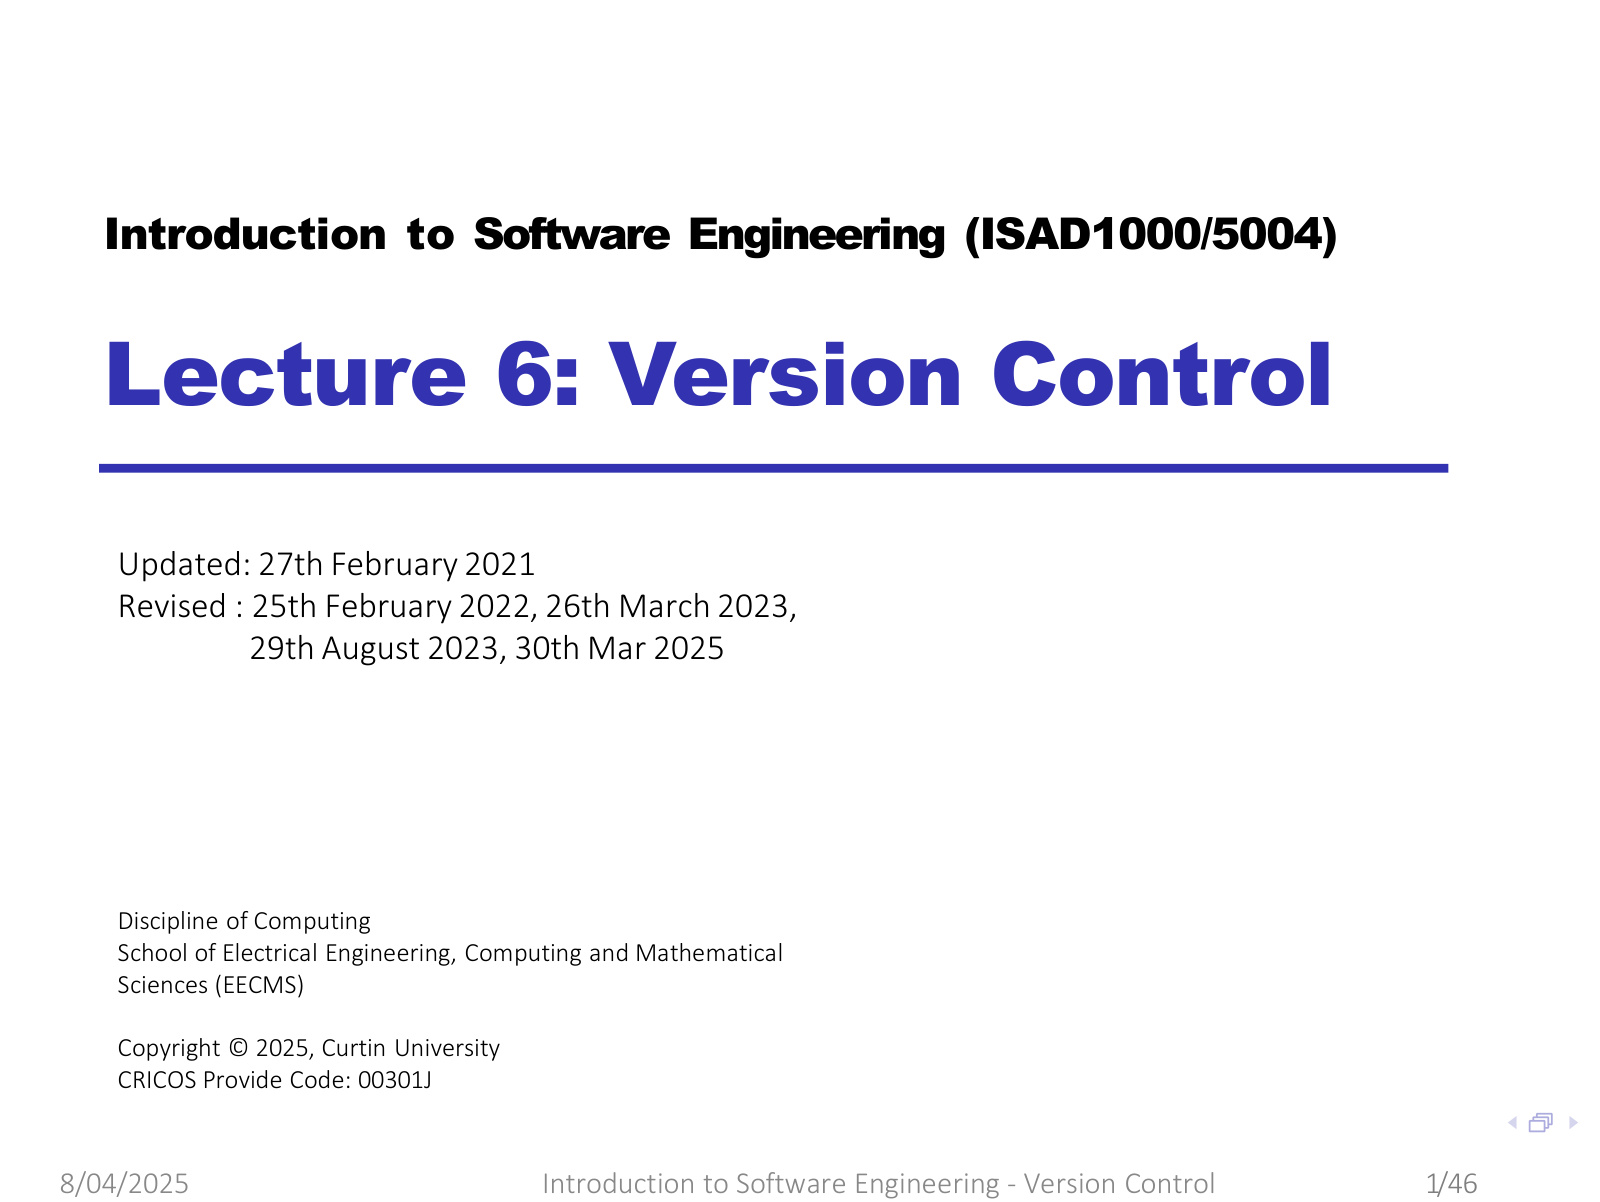 Introduction to Software Engineering (ISAD1000/5004)
Lecture 6: Version Control
Updated: 27th February 2021
Revised : 25th February 2022, 26th March 2023,
29th August 2023, 30th Mar 2025
Discipline of Computing
School of Electrical Engineering, Computing and Mathematical
Sciences (EECMS)
Copyright © 2025, Curtin University
CRICOS Provide Code: 00301J
8/04/2025
Introduction to Software Engineering - Version Control
1/46